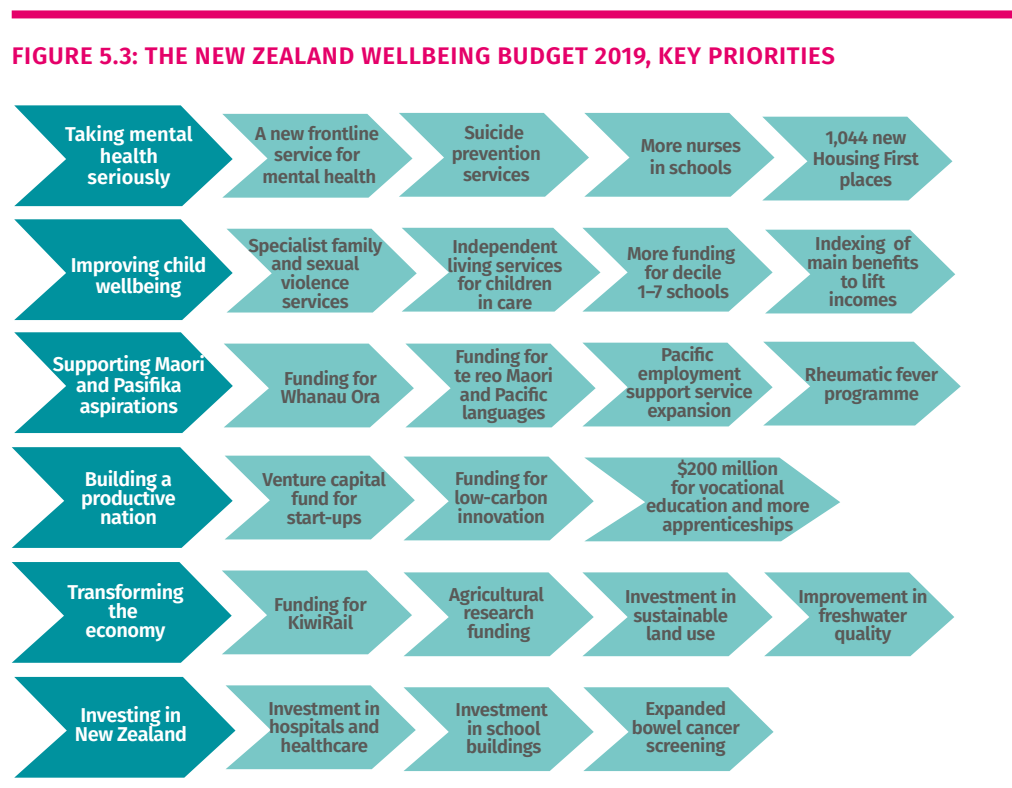 FIGURE 5.3: THE NEW ZEALAND WELLBEING BUDGET 2019, KEY PRIORITIES
Taking mental
health
seriously
A new frontline
service for
mental health
Suicide
prevention
services
More nurses
in schools
1,044 new
Housing First
places
Improving child
wellbeing
Specialist family
and sexual
violence
services
Independent
living services
for children
in care
More funding
for decile
1–7 schools
Indexing of
main benefits
to lift
incomes
Supporting Maori
and Pasifika
aspirations
Funding for
Whanau Ora
Funding for
te reo Maori
and Pacific
languages
Pacific
employment
support service
expansion
Rheumatic fever
programme
Building a
productive
nation
Venture capital
fund for
start-ups
Funding for
low-carbon
innovation
$200 million
for vocational
education and more
apprenticeships
Transforming
the
economy
Funding for
KiwiRail
Agricultural
research
funding
Investment in
sustainable
land use
Improvement in
freshwater
quality
Investing in
New Zealand
Investment in
hospitals and
healthcare
Investment
in school
buildings
Expanded
bowel cancer
screening